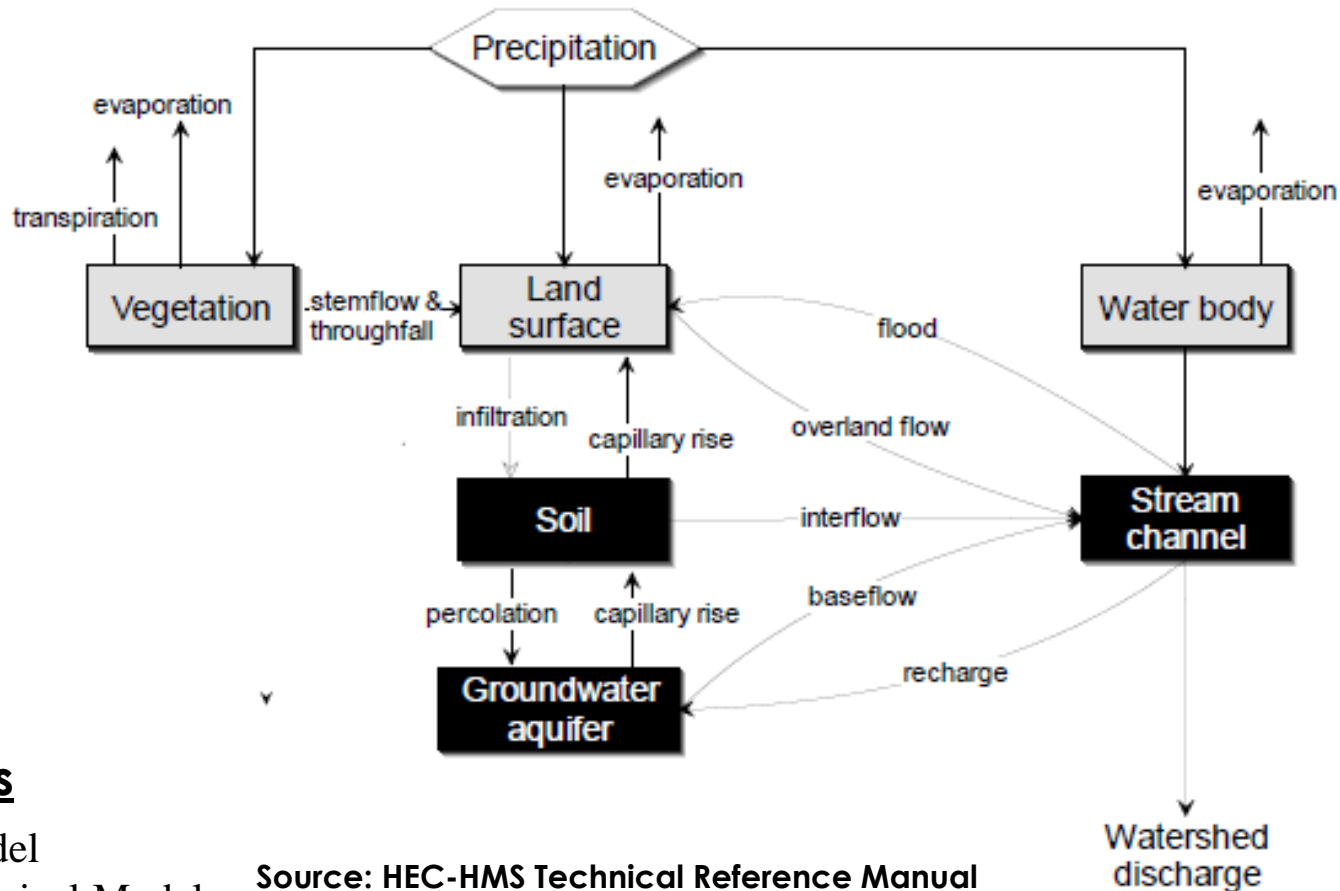 Precipitation
evaporation
transpiration
evaporation
evaporation
Vegetation
stemflow &
throughfall
Land
surface
Water body
flood
infiltration
capillary rise
overland flow
Soil
interflow
Stream
channel
percolation
capillary rise
baseflow
recharge
Groundwater
aquifer
Watershed
discharge
s
del
Source: HEC-HMS Technical Reference Manual